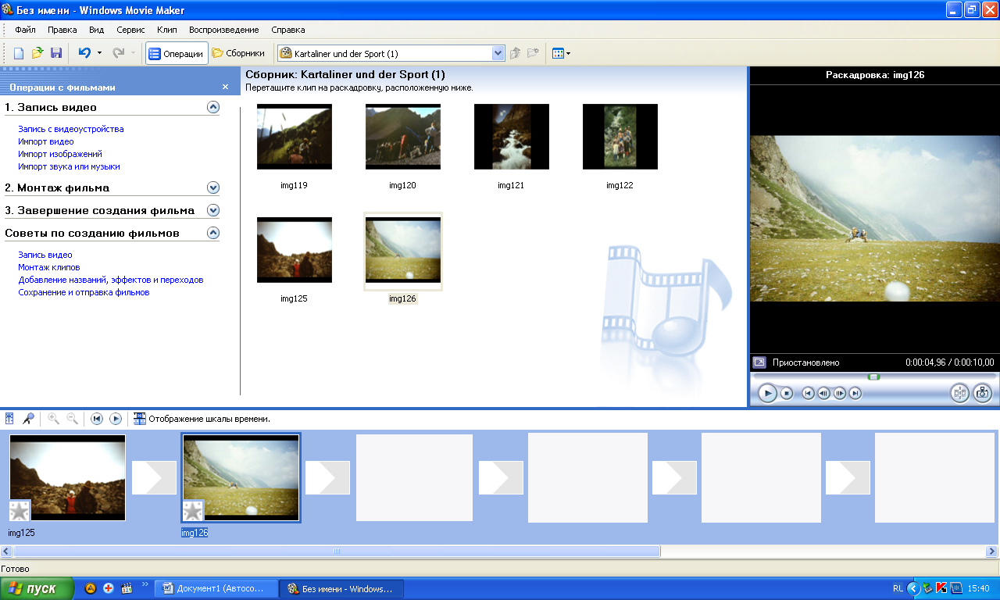 Без имени - Windows Movie Maker
Файл Правка Вид Сервис Клип Воспроизведение Справка
Операции Сборники Kartaliner und der Sport (1)
Операции с фильмами
1. Запись видео
Запись с видеоустройства
Импорт видео
Импорт изображений
Импорт звука или музыки
2. Монтаж фильма
3. Завершение создания фильма
Советы по созданию фильмов
Запись видео
Монтаж клипов
Добавление названий, эффектов и переходов
Сохранение и отправка фильмов
Сборник: Kartaliner und der Sport (1)
Перетащите клип на раскадровку, расположенную ниже.
img119 img120 img121 img122
img125 img126
Раскадровка: img126
Приостановлено 0:00:04,96 / 0:00:10,00
Отображение шкалы времени.
img125 img126
Готово
пуск Документ1 (Автосо... Без имени - Windows... RL 15:40